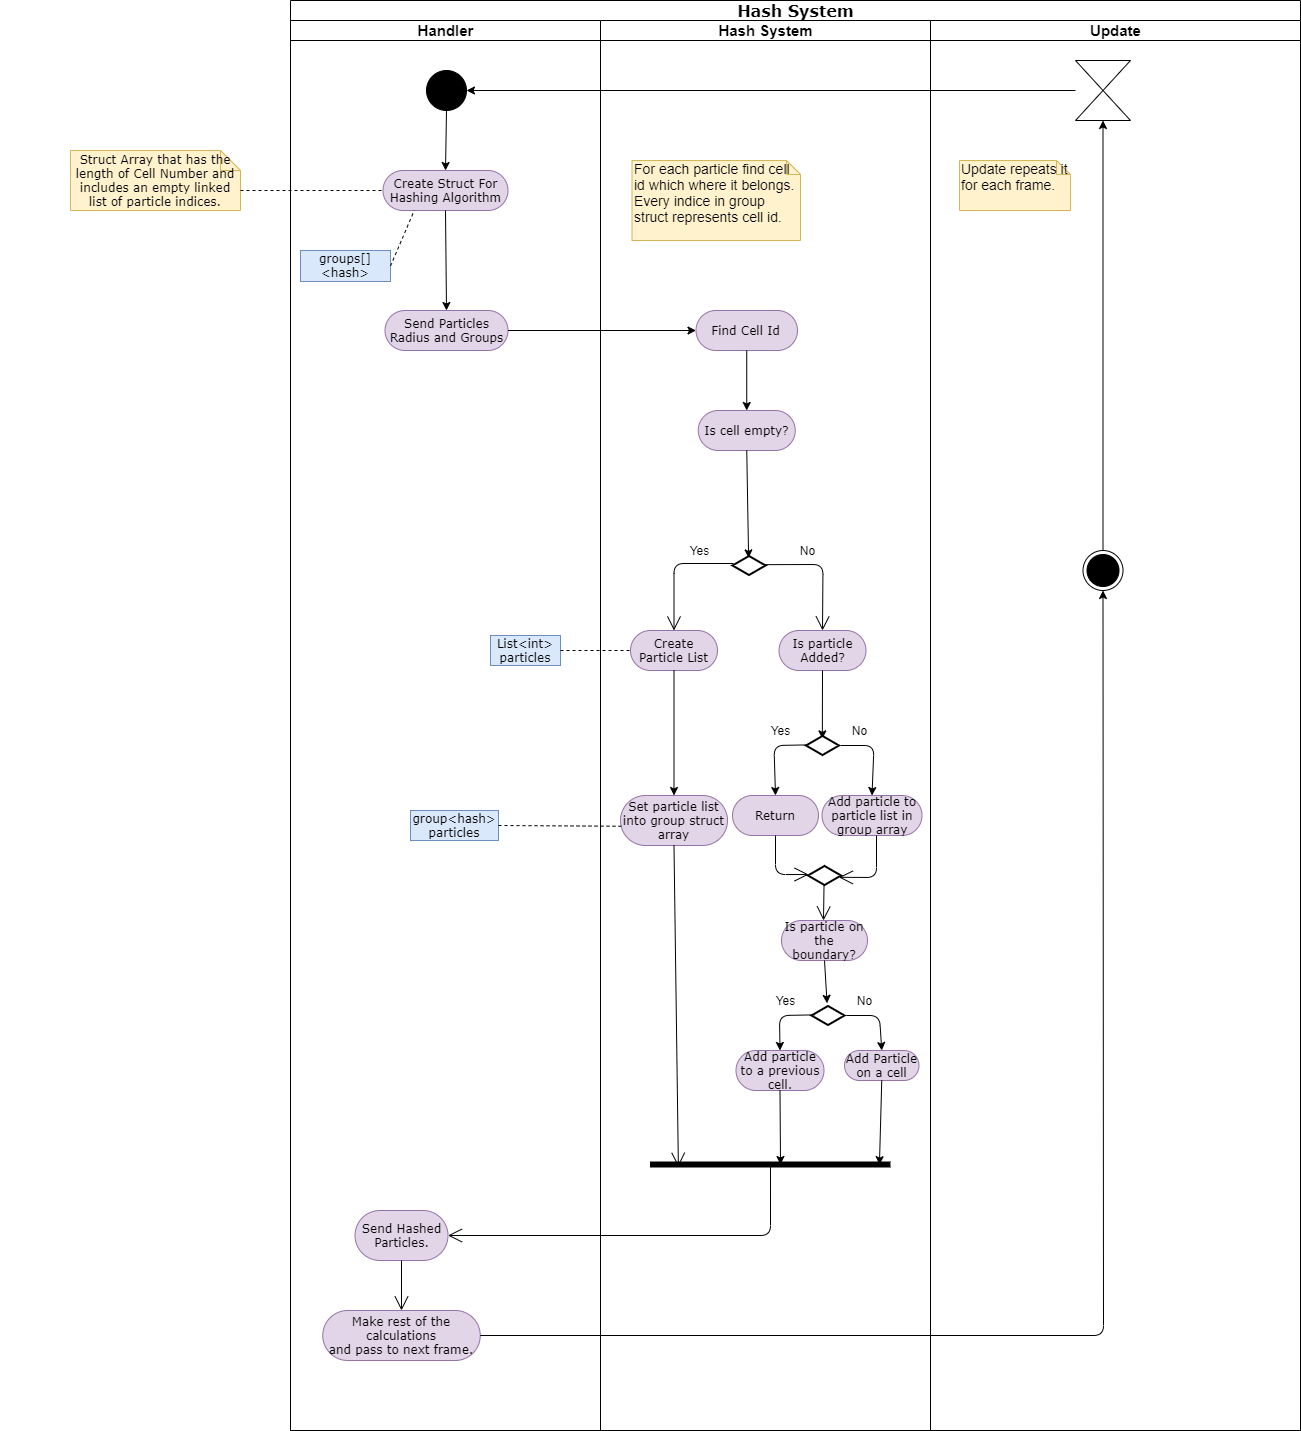 Hash System
Handler
Hash System
Update
Struct Array that has the
length of Cell Number and
includes an empty linked
list of particle indices.
Create Struct For
Hashing Algorithm
For each particle find cell
id which where it belongs.
Every indice in group
struct represents cell id.
Update repeats it
for each frame.
groups[]
<hash>
Send Particles
Radius and Groups
Find Cell Id
Is cell empty?
Yes
No
List<int>
particles
Create
Particle List
Is particle
Added?
Yes
No
group<hash>
particles
Set particle list
into group struct
array
Return
Add particle to
particle list in
group array
Is particle on
the
boundary?
Yes
No
Add particle
to a previous
cell.
Add Particle
on a cell
Send Hashed
Particles.
Make rest of the
calculations
and pass to next frame.